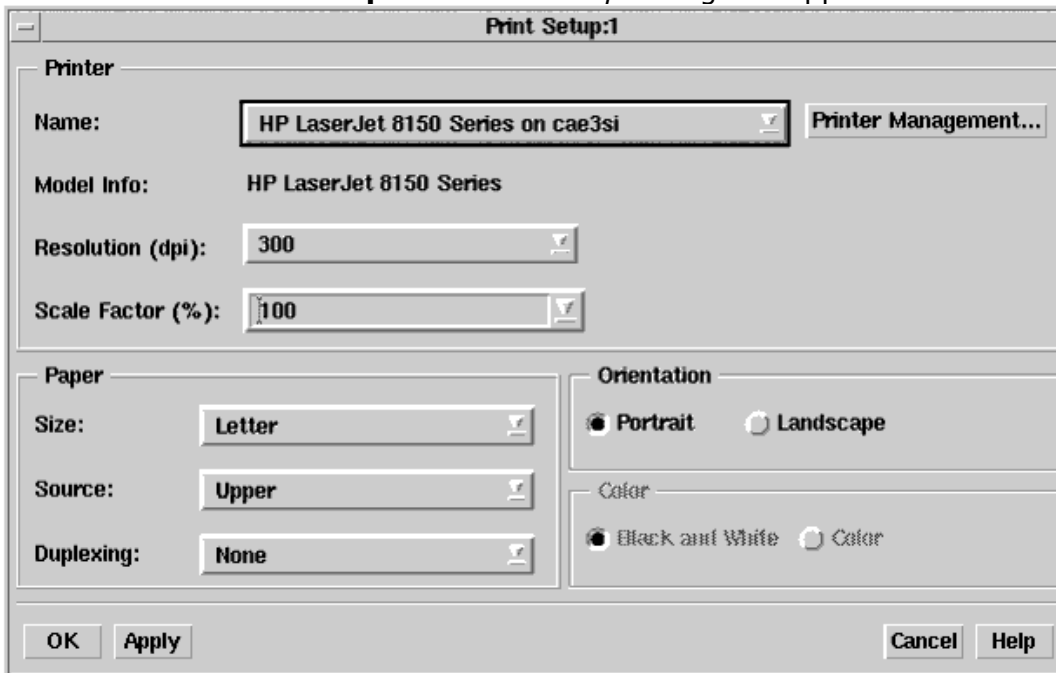 Print Setup:1
Printer
Name: HP LaserJet 8150 Series on cae3si Printer Management...
Model Info: HP LaserJet 8150 Series
Resolution (dpi): 300
Scale Factor (%): 100
Paper
Size: Letter
Source: Upper
Duplexing: None
Orientation
Portrait Landscape
Color
Black and White Color
OK Apply Cancel Help